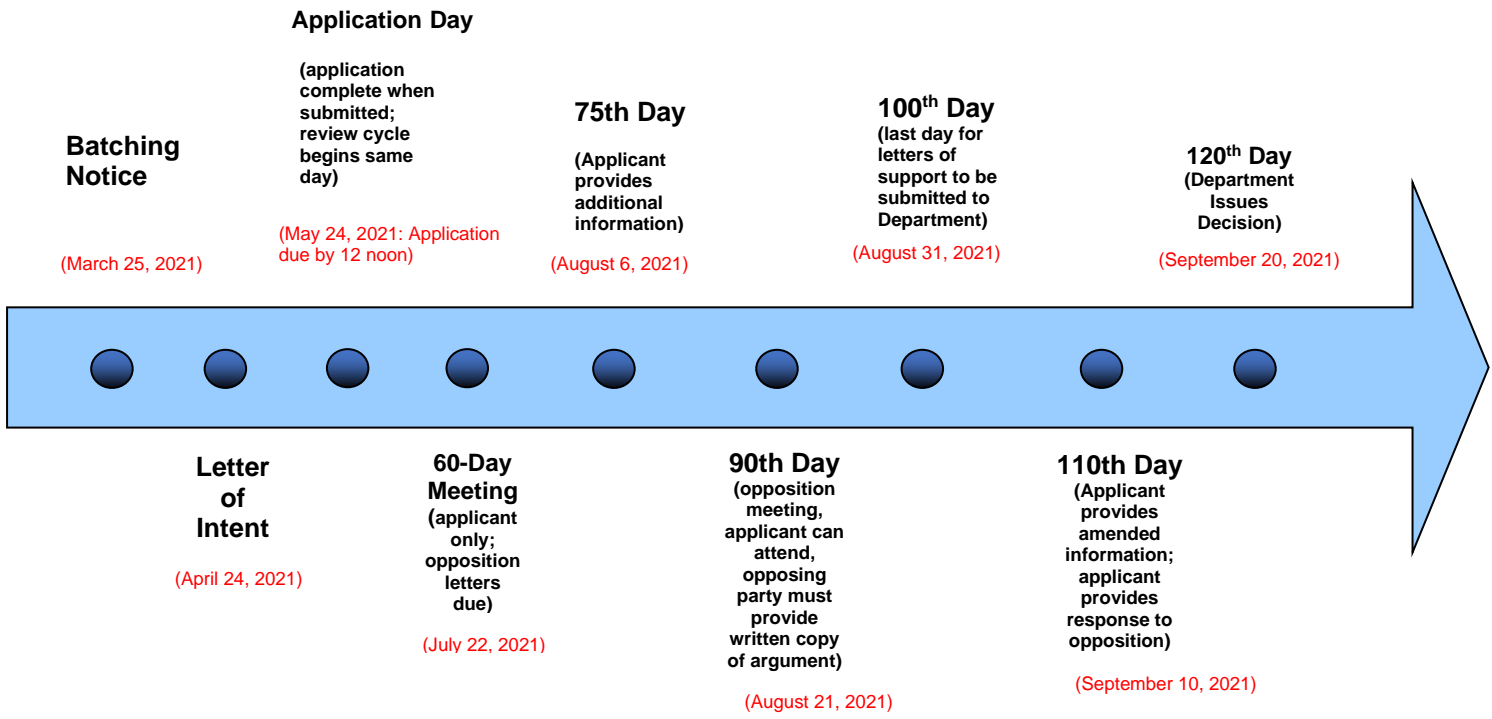 Batching
Notice
(March 25, 2021)
Letter
of
Intent
(April 24, 2021)
Application Day
(application
complete when
submitted;
review cycle
begins same
day)
(May 24, 2021: Application
due by 12 noon)
60-Day
Meeting
(applicant
only;
opposition
letters
due)
(July 22, 2021)
75th Day
(Applicant
provides
additional
information)
(August 6, 2021)
90th Day
(opposition
meeting,
applicant can
attend,
opposing
party must
provide
written copy
of argument)
(August 21, 2021)
100th Day
(last day for
letters of
support to be
submitted to
Department)
(August 31, 2021)
110th Day
(Applicant
provides
amended
information;
applicant
provides
response to
opposition)
(September 10, 2021)
120th Day
(Department
Issues
Decision)
(September 20, 2021)